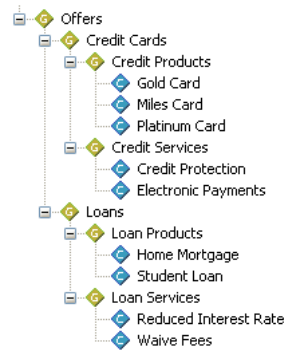 G Offers
G Credit Cards
G Credit Products
C Gold Card
C Miles Card
C Platinum Card
G Credit Services
C Credit Protection
C Electronic Payments
G Loans
G Loan Products
C Home Mortgage
C Student Loan
G Loan Services
C Reduced Interest Rate
C Waive Fees